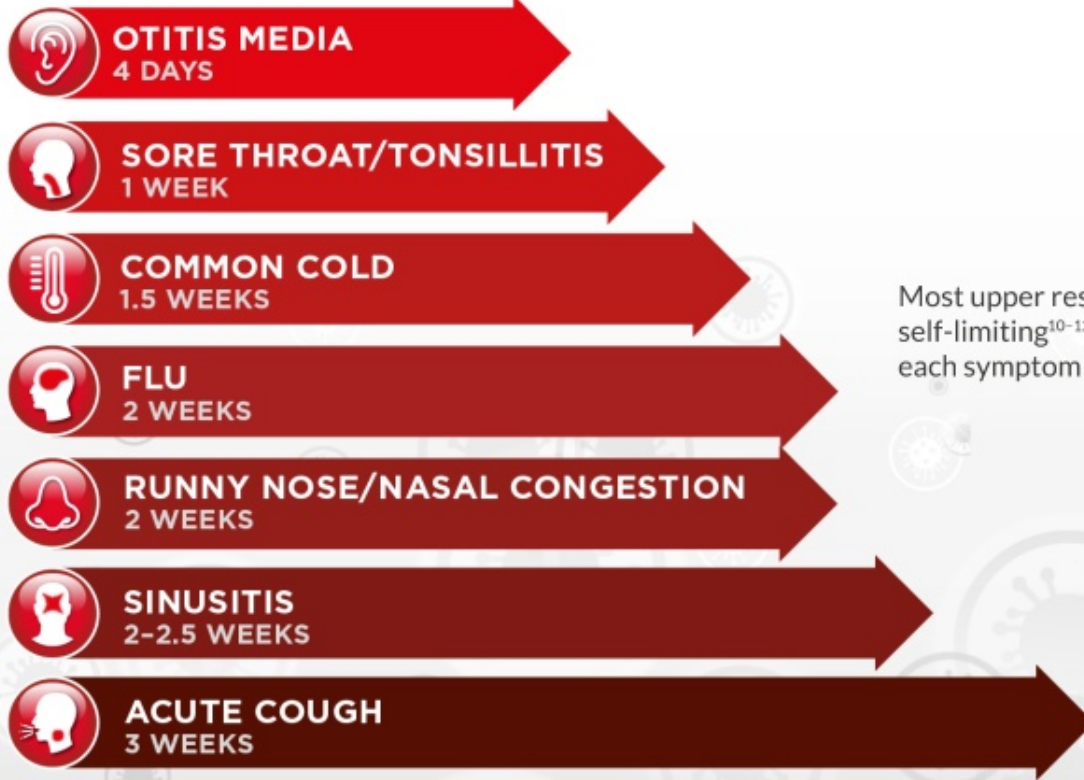 OTITIS MEDIA
4 DAYS
SORE THROAT/TONSILLITIS
1 WEEK
COMMON COLD
1.5 WEEKS
FLU
2 WEEKS
RUNNY NOSE/NASAL CONGESTION
2 WEEKS
SINUSITIS
2–2.5 WEEKS
ACUTE COUGH
3 WEEKS
Most upper
self-limiting
each symptom